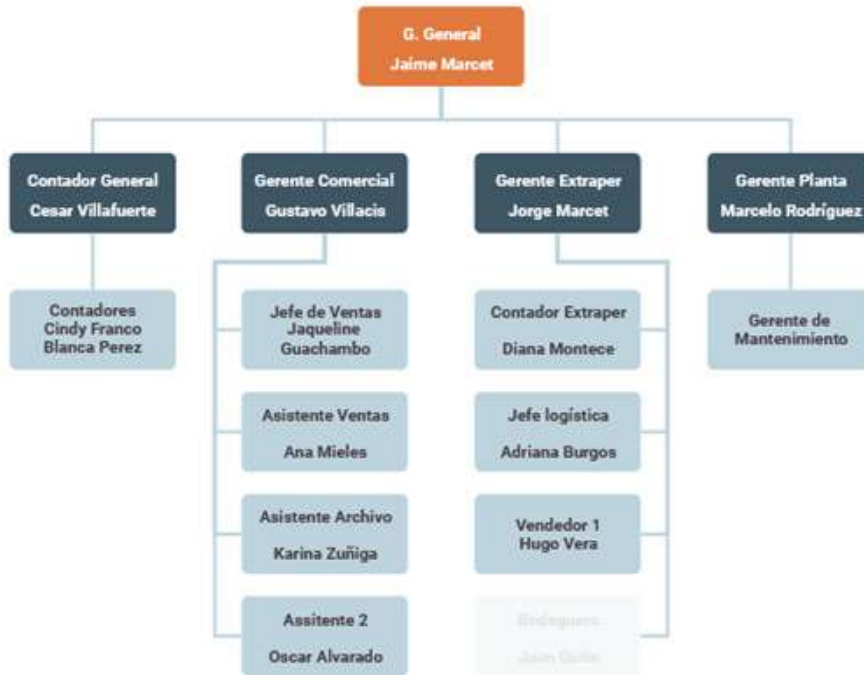 G. General
Jaime Marcet
Contador General
Cesar Villafuerte
Gerente Comercial
Gustavo Villacis
Gerente Extraper
Jorge Marcet
Gerente Planta
Marcelo Rodríguez
Contadores
Cindy Franco
Blanca Perez
Jefe de Ventas
Jaqueline
Guachambo
Contador Extraper
Diana Montece
Gerente de
Mantenimiento
Asistente Ventas
Ana Mieles
Jefe logística
Adriana Burgos
Asistente Archivo
Karina Zuñiga
Vendedor 1
Hugo Vera
Assitente 2
Oscar Alvarado